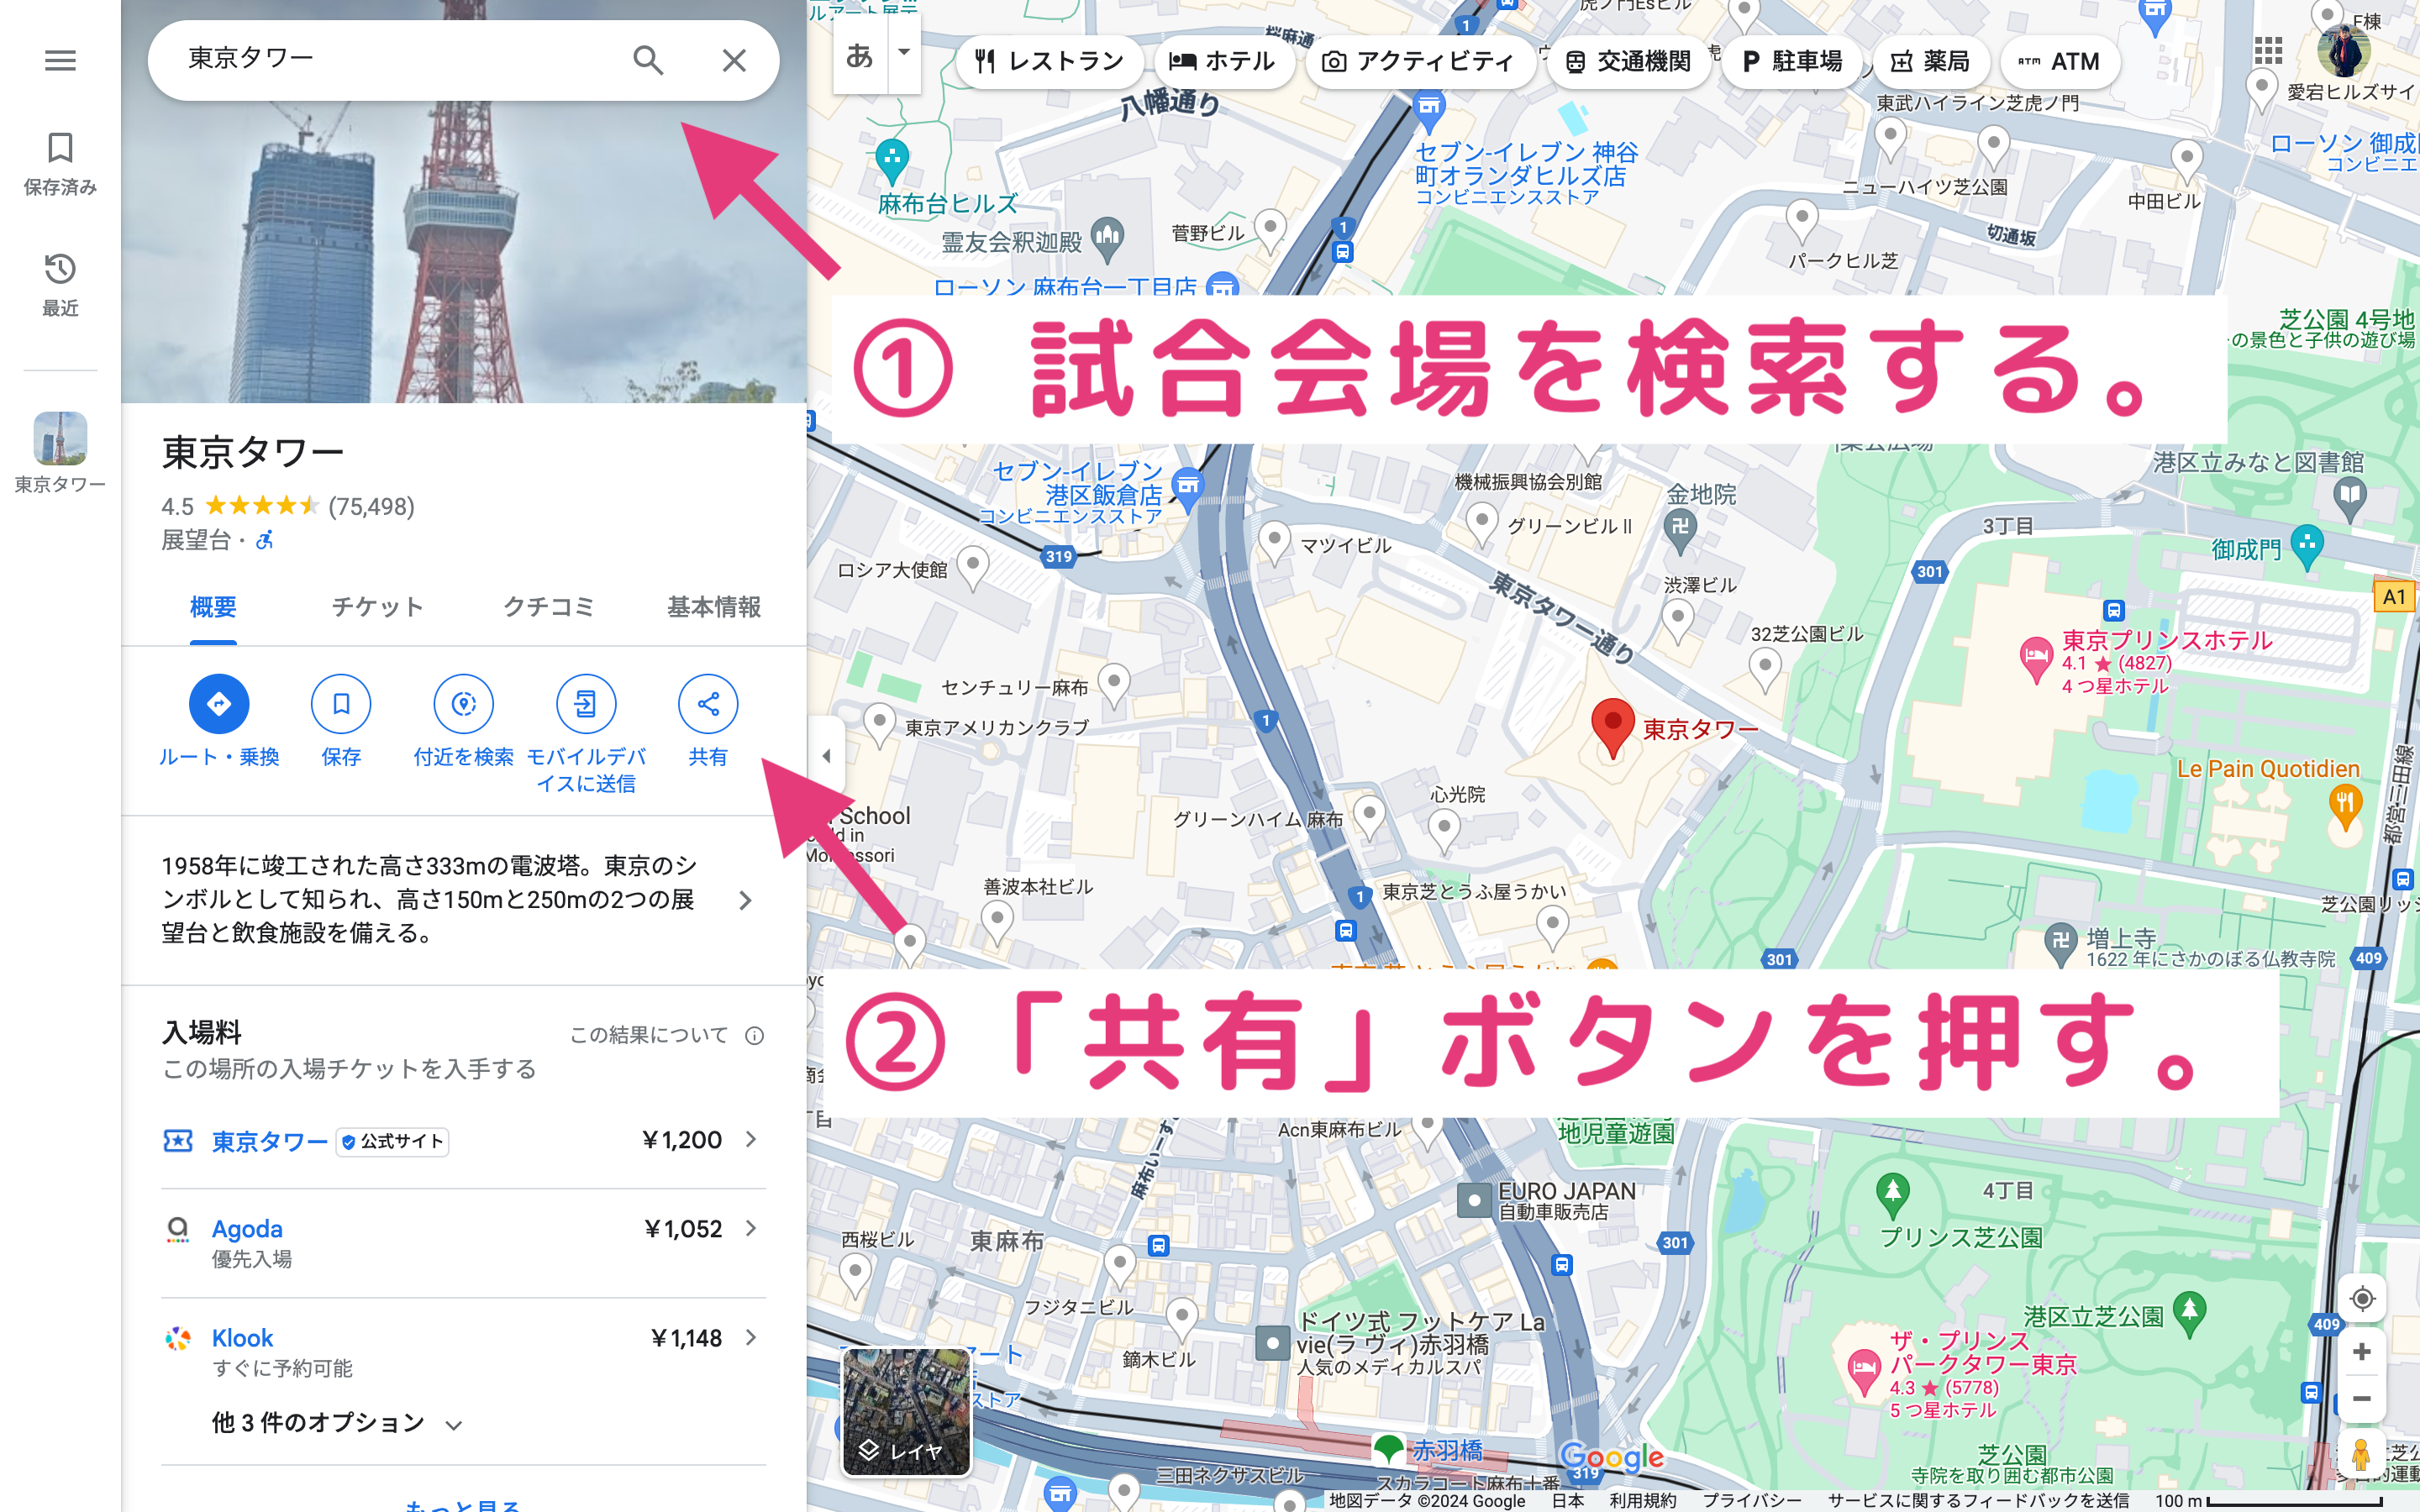 東京タワー
保存済み
最近
東京タワー
東京タワー
4.5 (75,498)
展望台・
概要
チケット
クチコミ
基本情報
ルート・乗換
保存
付近を検索
モバイルデバ
イスに送信
共有
1958年に竣工された高さ333mの電波塔。東京のシ
ンボルとして知られ、高さ150mと250mの2つの展
望台と飲食施設を備える。
入場料
この結果について
この場所の入場チケットを入手する
東京タワー
公式サイト
¥1,200
Agoda
¥1,052
優先入場
Klook
¥1,148
すぐに予約可能
他 3 件のオプション
もっと見る
あ
レストラン
ホテル
アクティビティ
交通機関
P 駐車場
薬局
ATM ATM
① 試合会場を検索する。
②「共有」ボタンを押す。
八幡通り
F棟
愛宕ヒルズサイ
東武ハイライン芝虎ノ門
セブン-イレブン 神谷
町オランダヒルズ店
コンビニエンスストア
ローソン 御成
コンビニエ
麻布台ヒルズ
霊友会釈迦殿
菅野ビル
1
ニューハイツ芝公園
中田ビル
切通坂
パークヒル芝
ローソン 麻布台一丁目店
芝公園 4号地
の景色と子供の遊び場
セブン-イレブン
港区飯倉店
コンビニエンスストア
機械振興協会別館
金地院
港区立みなと図書館
グリーンビルⅡ
マツイビル
3丁目
御成門
319
ロシア大使館
301
渋澤ビル
A1
東京タワー通り
32芝公園ビル
東京プリンスホテル
4.1 ★ (4827)
4 つ星ホテル
センチュリー麻布
東京アメリカンクラブ
1
東京タワー
Le Pain Quotidien
都営三田線
心光院
グリーンハイム 麻布
School
善波本社ビル
1
東京芝とうふ屋うかい
芝公園リッ
増上寺
1622 年にさかのぼる仏教寺院
301
409
Acn東麻布ビル
地児童遊園
EURO JAPAN
自動車販売店
4丁目
プリンス芝公園
西桜ビル
東麻布
301
フジタニビル
港区立芝公園
409
ドイツ式 フットケア La
vie(ラ ヴィ)赤羽橋
人気のメディカルスパ
鏑木ビル
ザ・プリンス
パークタワー東京
4.3 ★ (5778)
5 つ星ホテル
レイヤ
赤羽橋
Google
319
芝公園
寺院を取り囲む都市公園
三田ネクサスビル
スカラコート麻布十番
地図データ ©2024 Google
日本
利用規約
プライバシー
サービスに関するフィードバックを送信
100 m